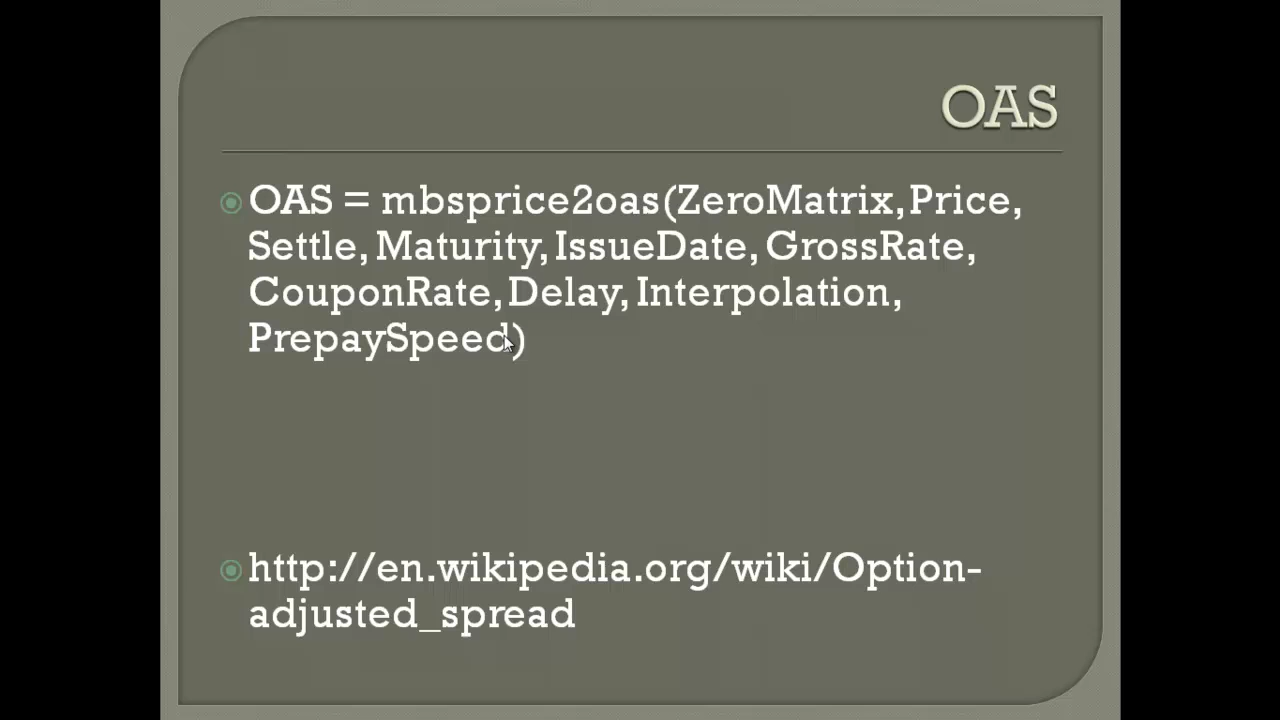 OAS
OAS = mbsprice2oas(ZeroMatrix,Price,
Settle, Maturity, IssueDate, GrossRate,
CouponRate, Delay, Interpolation,
PrepaySpeed)
http://en.wikipedia.org/wiki/Option-
adjusted_spread